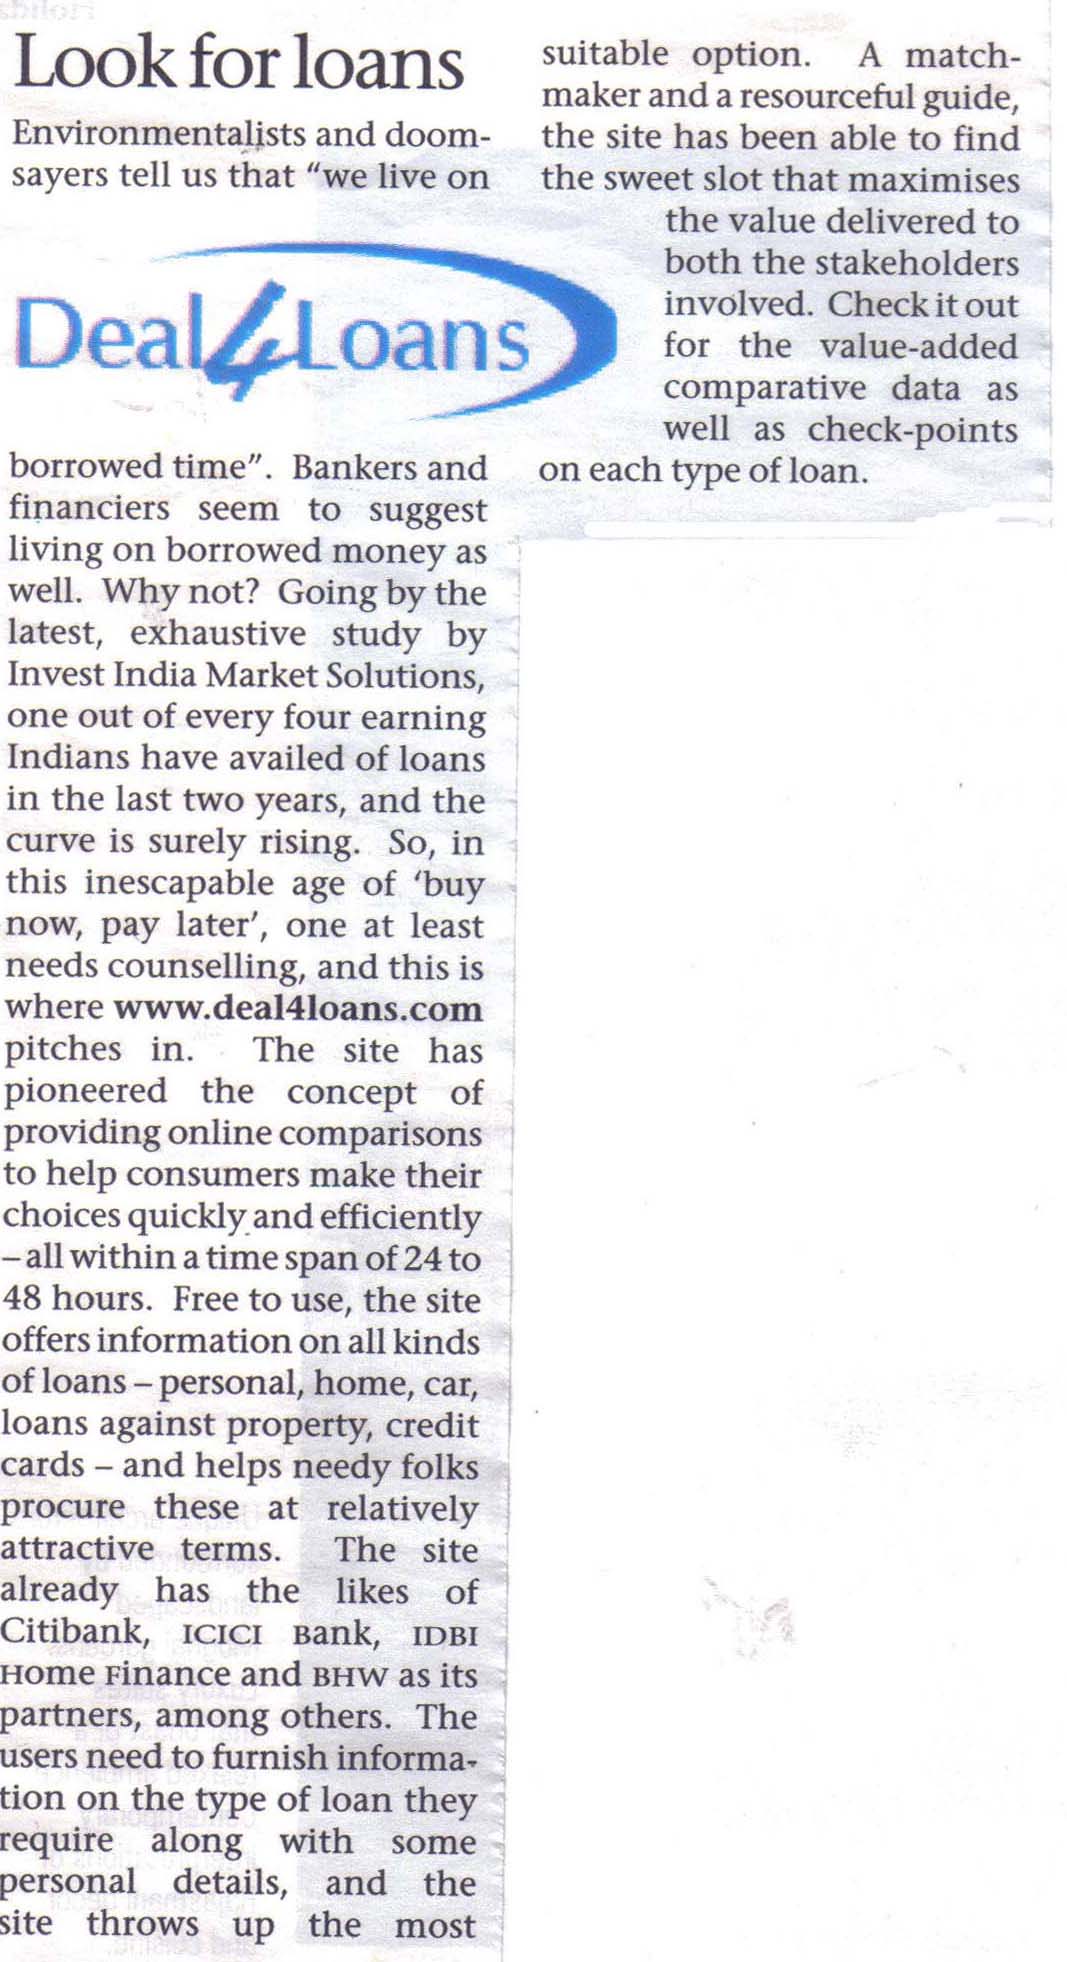 Look for loans
Environmentalists and doom-
sayers tell us that “we live on
Deal4Loans
borrowed time”. Bankers and
financiers seem to suggest
living on borrowed money as
well. Why not? Going by the
latest, exhaustive study by
Invest India Market Solutions,
one out of every four earning
Indians have availed of loans
in the last two years, and the
curve is surely rising. So, in
this inescapable age of ‘buy
now, pay later’, one at least
needs counselling, and this is
where www.deal4loans.com
pitches in. The site has
pioneered the concept of
providing online comparisons
to help consumers make their
choices quickly and efficiently
– all within a time span of 24 to
48 hours. Free to use, the site
offers information on all kinds
of loans – personal, home, car,
loans against property, credit
cards – and helps needy folks
procure these at relatively
attractive terms. The site
already has the likes of
Citibank, ICICI Bank, IDBI
Home Finance and BHW as its
partners, among others. The
users need to furnish informa-
tion on the type of loan they
require along with some
personal details, and the
site throws up the most
suitable option. A match-
maker and a resourceful guide,
the site has been able to find
the sweet slot that maximises
the value delivered to
both the stakeholders
involved. Check it out
for the value-added
comparative data as
well as check-points
on each type of loan.